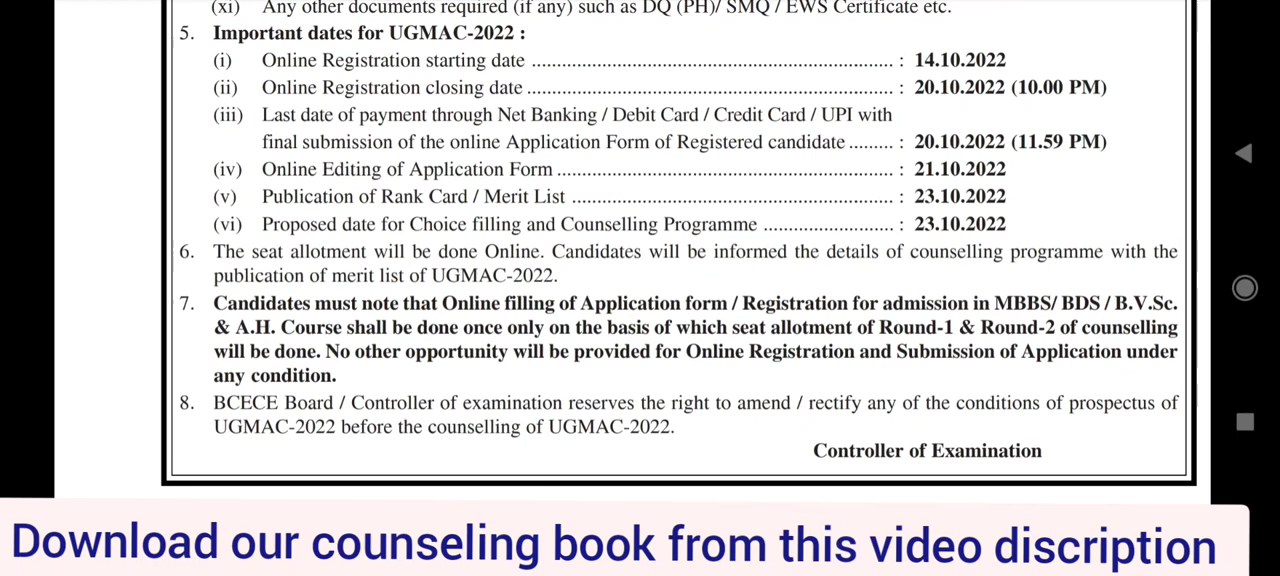 (xi) Any other documents required (if any) such as DQ (PH)/ SMQ / EWS Certificate etc.
5. Important dates for UGMAC-2022 :
(i) Online Registration starting date ........................................................................ : 14.10.2022
(ii) Online Registration closing date ......................................................................... : 20.10.2022 (10.00 PM)
(iii) Last date of payment through Net Banking / Debit Card / Credit Card / UPI with
final submission of the online Application Form of Registered candidate ......... : 20.10.2022 (11.59 PM)
(iv) Online Editing of Application Form ................................................................... : 21.10.2022
(v) Publication of Rank Card / Merit List ................................................................ : 23.10.2022
(vi) Proposed date for Choice filling and Counselling Programme .......................... : 23.10.2022
6. The seat allotment will be done Online. Candidates will be informed the details of counselling programme with the
publication of merit list of UGMAC-2022.
7. Candidates must note that Online filling of Application form / Registration for admission in MBBS/ BDS / B.V.Sc.
& A.H. Course shall be done once only on the basis of which seat allotment of Round-1 & Round-2 of counselling
will be done. No other opportunity will be provided for Online Registration and Submission of Application under
any condition.
8. BCECE Board / Controller of examination reserves the right to amend / rectify any of the conditions of prospectus of
UGMAC-2022 before the counselling of UGMAC-2022.
Controller of Examination
Download our counseling book from this video discription